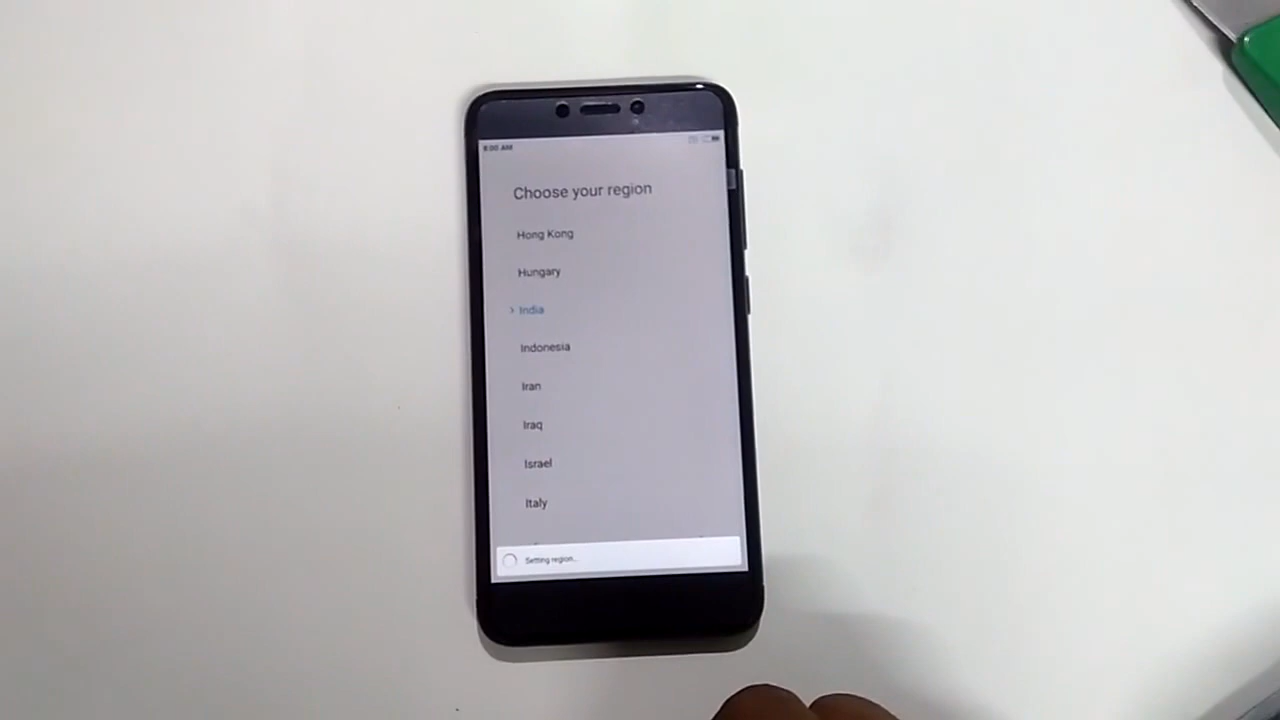 8:00 AM
Choose your region
Hong Kong
Hungary
India
Indonesia
Iran
Iraq
Israel
Italy
Setting region...